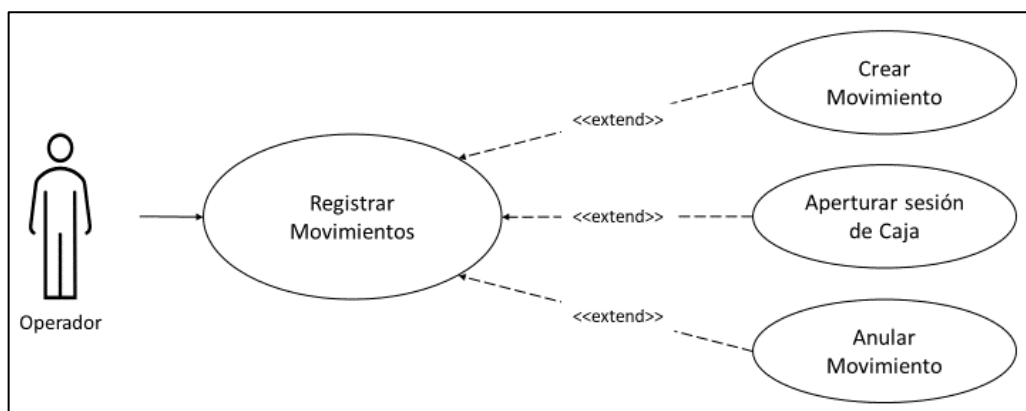 Crear
Movimiento
<<extend>>
Registrar
Movimientos
<<extend>>
Aperturar sesión
de Caja
<<extend>>
Operador
Anular
Movimiento